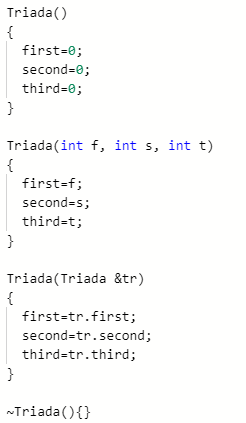 Triada()
{
first=0;
second=0;
third=0;
}
Triada(int f, int s, int t)
{
first=f;
second=s;
third=t;
}
Triada(Triada &tr)
{
first=tr.first;
second=tr.second;
third=tr.third;
}
~Triada(){}